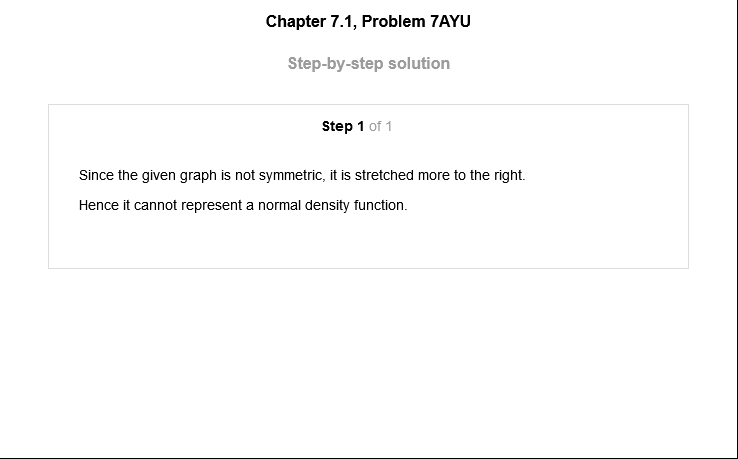 Chapter 7.1, Problem 7AYU
Step-by-step solution
Step 1 of 1
Since the given graph is not symmetric, it is stretched more to the right.
Hence it cannot represent a normal density function.